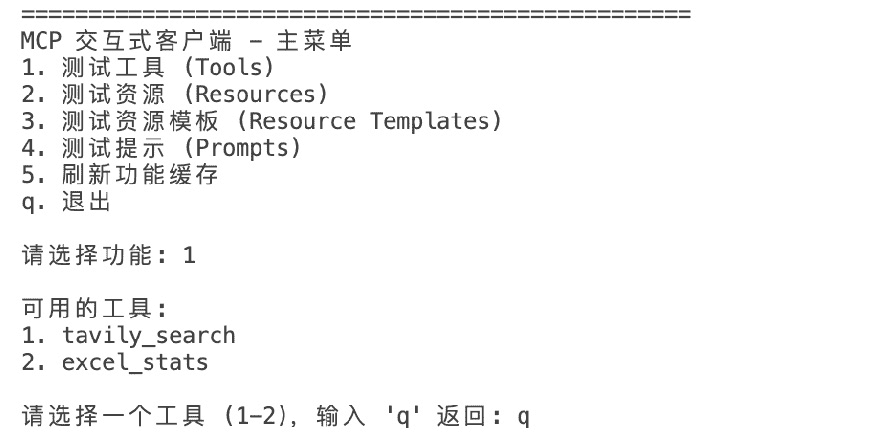 ==================================================
MCP 交互式客户端 - 主菜单
1. 测试工具 (Tools)
2. 测试资源 (Resources)
3. 测试资源模板 (Resource Templates)
4. 测试提示 (Prompts)
5. 刷新功能缓存
q. 退出
请选择功能: 1
可用的工具:
1. tavily_search
2. excel_stats
请选择一个工具 (1-2), 输入 'q' 返回: q